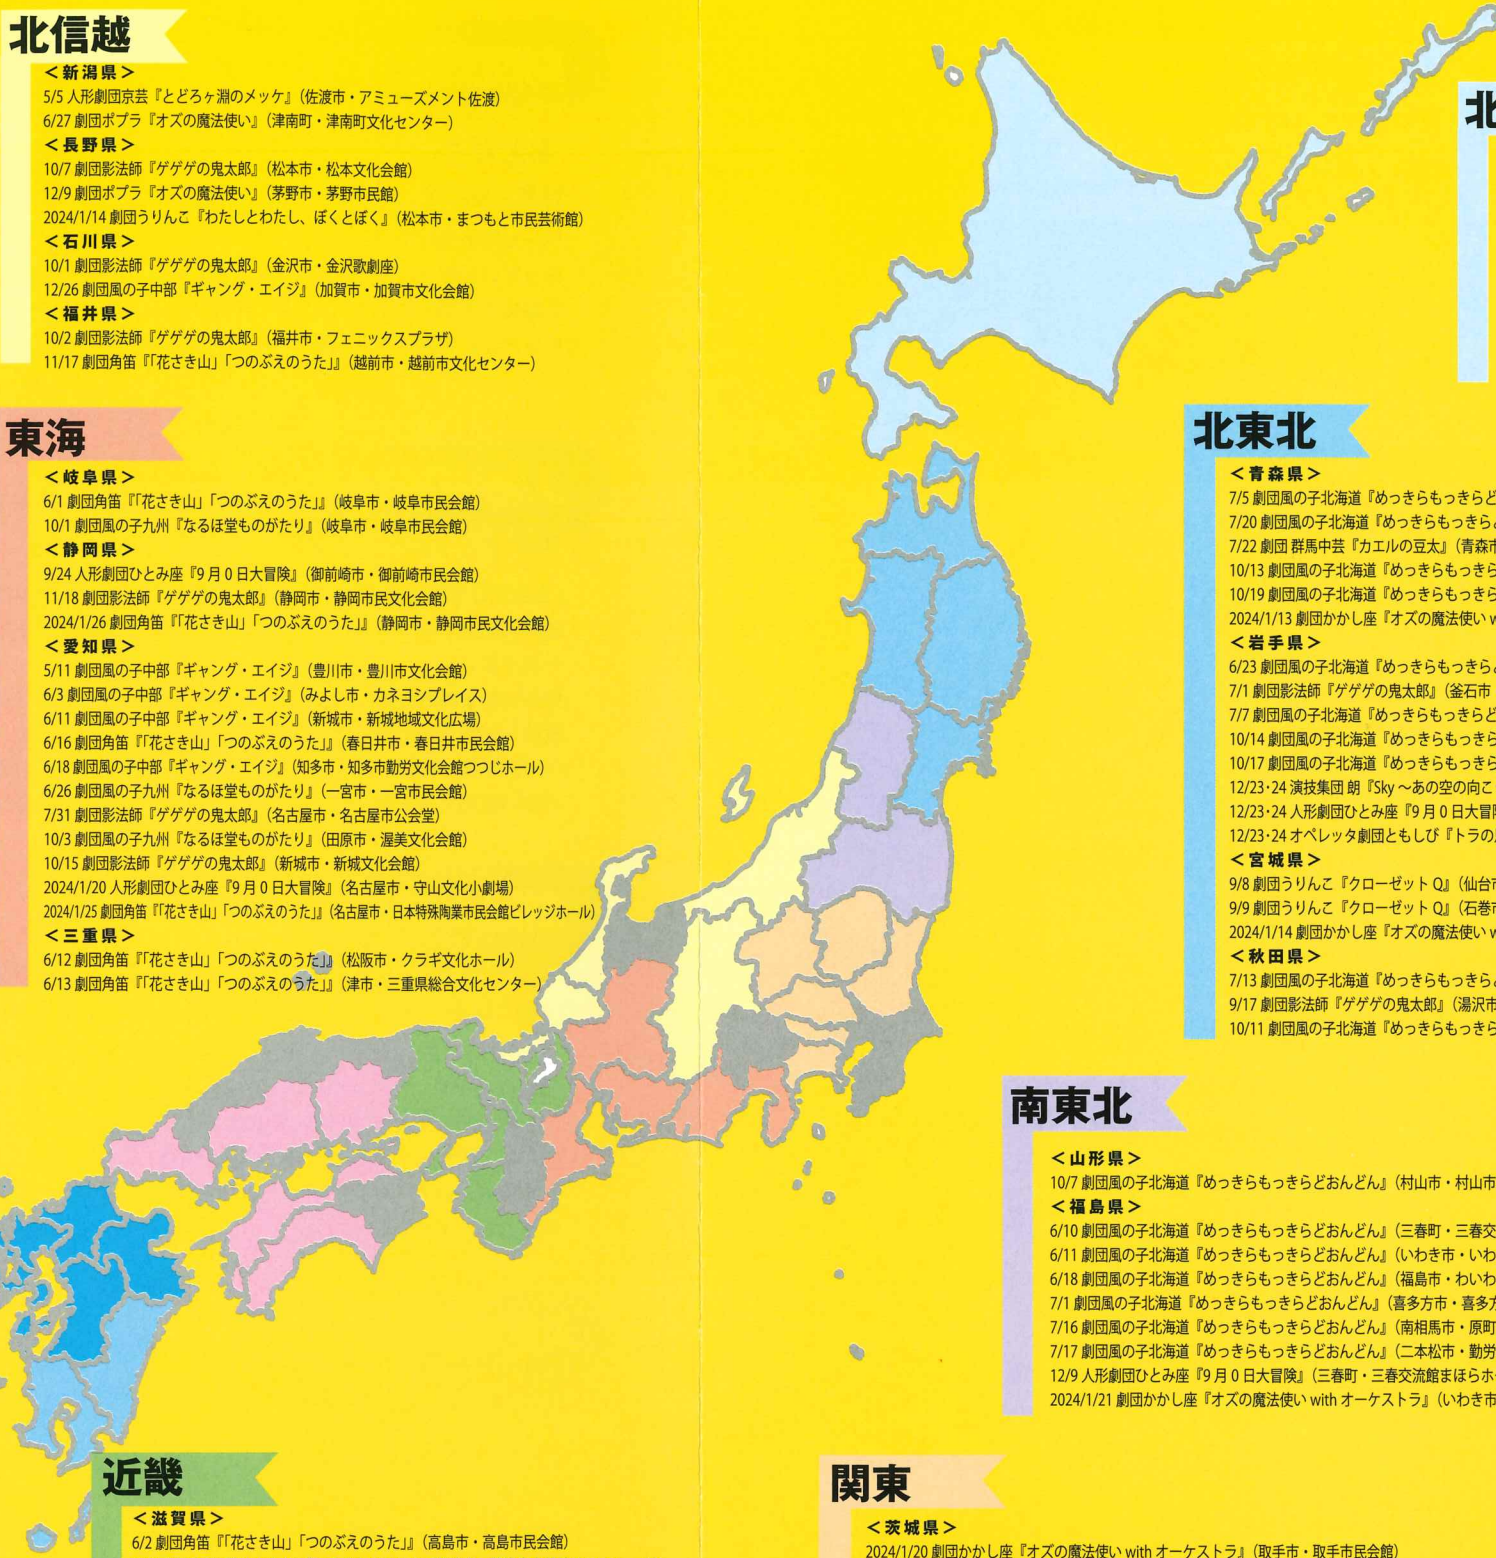 北信越
＜新潟県＞
5/5 人形劇団京芸『とどろヶ淵のメッケ』（佐渡市・アミューズメント佐渡）
6/27 劇団ポプラ『オズの魔法使い』（津南町・津南町文化センター）
＜長野県＞
10/7 劇団影法師『ゲゲゲの鬼太郎』（松本市・松本文化会館）
12/9 劇団ポプラ『オズの魔法使い』（茅野市・茅野市民館）
2024/1/14 劇団うりんこ『わたしとわたし、ぼくとぼく』（松本市・まつもと市民芸術館）
＜石川県＞
10/1 劇団影法師『ゲゲゲの鬼太郎』（金沢市・金沢歌劇座）
12/26 劇団風の子中部『ギャング・エイジ』（加賀市・加賀市文化会館）
＜福井県＞
10/2 劇団影法師『ゲゲゲの鬼太郎』（福井市・フェニックスプラザ）
11/17 劇団角笛『「花さき山」「つのぶえのうた」』（越前市・越前市文化センター）
東海
＜岐阜県＞
6/1 劇団角笛『「花さき山」「つのぶえのうた」』（岐阜市・岐阜市民会館）
10/1 劇団風の子九州『なるほ堂ものがたり』（岐阜市・岐阜市民会館）
＜静岡県＞
9/24 人形劇団ひとみ座『9月0日大冒険』（御前崎市・御前崎市民会館）
11/18 劇団影法師『ゲゲゲの鬼太郎』（静岡市・静岡市民文化会館）
2024/1/26 劇団角笛『「花さき山」「つのぶえのうた」』（静岡市・静岡市民文化会館）
＜愛知県＞
5/11 劇団風の子中部『ギャング・エイジ』（豊川市・豊川市文化会館）
6/3 劇団風の子中部『ギャング・エイジ』（みよし市・カネヨシプレイス）
6/11 劇団風の子中部『ギャング・エイジ』（新城市・新城地域文化広場）
6/16 劇団角笛『「花さき山」「つのぶえのうた」』（春日井市・春日井市民会館）
6/18 劇団風の子中部『ギャング・エイジ』（知多市・知多市勤労文化会館つつじホール）
6/26 劇団風の子九州『なるほ堂ものがたり』（一宮市・一宮市民会館）
7/31 劇団影法師『ゲゲゲの鬼太郎』（名古屋市・名古屋市公会堂）
10/3 劇団風の子九州『なるほ堂ものがたり』（田原市・渥美文化会館）
10/15 劇団影法師『ゲゲゲの鬼太郎』（新城市・新城文化会館）
2024/1/20 人形劇団ひとみ座『9月0日大冒険』（名古屋市・守山文化小劇場）
2024/1/25 劇団角笛『「花さき山」「つのぶえのうた」』（名古屋市・日本特殊陶業市民会館ビレッジホール）
＜三重県＞
6/12 劇団角笛『「花さき山」「つのぶえのうた」』（松阪市・クラギ文化ホール）
6/13 劇団角笛『「花さき山」「つのぶえのうた」』（津市・三重県総合文化センター）
近畿
＜滋賀県＞
6/2 劇団角笛『「花さき山」「つのぶえのうた」』（高島市・高島市民会館）
北
北東北
＜青森県＞
7/5 劇団風の子北海道『めっきらもっきらど
7/20 劇団風の子北海道『めっきらもっきら
7/22 劇団 群馬中芸『カエルの豆太』（青森市
10/13 劇団風の子北海道『めっきらもっきら
10/19 劇団風の子北海道『めっきらもっきら
2024/1/13 劇団かかし座『オズの魔法使い w
＜岩手県＞
6/23 劇団風の子北海道『めっきらもっきら
7/1 劇団影法師『ゲゲゲの鬼太郎』（釜石市
7/7 劇団風の子北海道『めっきらもっきらど
10/14 劇団風の子北海道『めっきらもっきら
10/17 劇団風の子北海道『めっきらもっきら
12/23・24 演技集団 朗『Sky ～あの空の向こ
12/23・24 人形劇団ひとみ座『9月0日大冒険
12/23・24 オペレッタ劇団ともしび『トラの
＜宮城県＞
9/8 劇団うりんこ『クローゼット Q』（仙台市
9/9 劇団うりんこ『クローゼット Q』（石巻市
2024/1/14 劇団かかし座『オズの魔法使い w
＜秋田県＞
7/13 劇団風の子北海道『めっきらもっきら
9/17 劇団影法師『ゲゲゲの鬼太郎』（湯沢市
10/11 劇団風の子北海道『めっきらもっきら
南東北
＜山形県＞
10/7 劇団風の子北海道『めっきらもっきらどおんどん』（村山市・村山市
＜福島県＞
6/10 劇団風の子北海道『めっきらもっきらどおんどん』（三春町・三春交
6/11 劇団風の子北海道『めっきらもっきらどおんどん』（いわき市・いわ
6/18 劇団風の子北海道『めっきらもっきらどおんどん』（福島市・わいわ
7/1 劇団風の子北海道『めっきらもっきらどおんどん』（喜多方市・喜多方
7/16 劇団風の子北海道『めっきらもっきらどおんどん』（南相馬市・原町
7/17 劇団風の子北海道『めっきらもっきらどおんどん』（二本松市・勤労
12/9 人形劇団ひとみ座『9月0日大冒険』（三春町・三春交流館まほらホ
2024/1/21 劇団かかし座『オズの魔法使い with オーケストラ』（いわき市
関東
＜茨城県＞
2024/1/20 劇団かかし座『オズの魔法使い with オーケストラ』（取手市・取手市民会館）